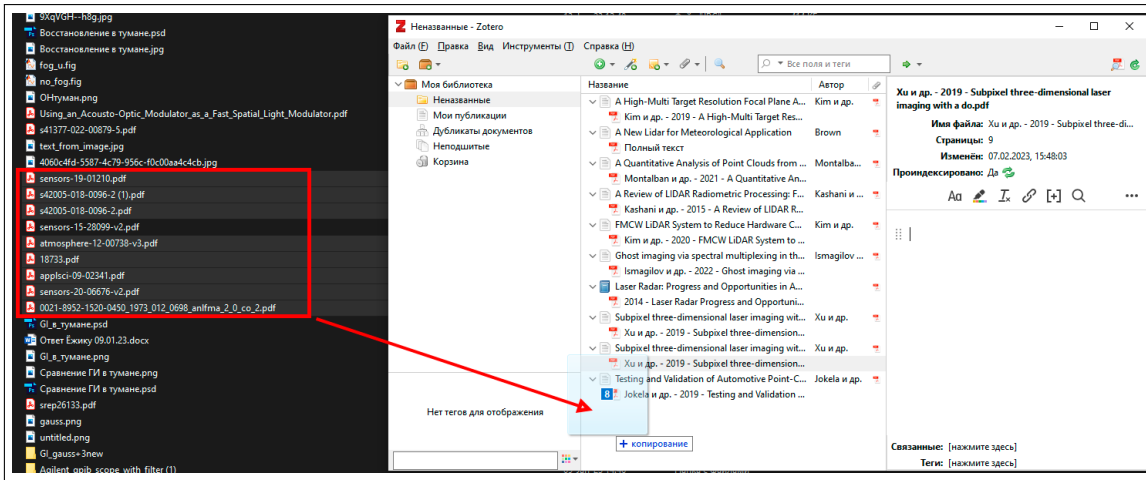 9XqVGH--h8g.jpg
Восстановление в тумане.psd
Восстановление в тумане.jpg
fog_u.fig
no_fog.fig
ОНтуман.png
Using_an_Acousto-Optic_Modulator_as_a_Fast_Spatial_Light_Modulator.pdf
s41377-022-00879-5.pdf
text_from_image.jpg
4060c4fd-5587-4c79-956c-f0c00aa4c4cb.jpg
sensors-19-01210.pdf
s42005-018-0096-2 (1).pdf
s42005-018-0096-2.pdf
sensors-15-28099-v2.pdf
atmosphere-12-00738-v3.pdf
18733.pdf
applsci-09-02341.pdf
sensors-20-06676-v2.pdf
0021-8952-1520-0450_1973_012_0698_anlfma_2_0_co_2.pdf
GI_в_тумане.psd
Ответ Ёжику 09.01.23.docx
GI_в_тумане.png
Сравнение ГИ в тумане.png
Сравнение ГИ в тумане.psd
srep26133.pdf
gauss.png
untitled.png
GI_gauss+3new
Agilent gpib scope with filter (1)
Z Неназванные - Zotero
Файл (F) Правка Вид Инструменты (T) Справка (H)
Все поля и теги
Моя библиотека
Неназванные
Мои публикации
Дубликаты документов
Неподшитые
Корзина
Нет тегов для отображения
Название Автор
A High-Multi Target Resolution Focal Plane A... Ким и др.
Ким и др. - 2019 - A High-Multi Target Res...
A New Lidar for Meteorological Application Brown
Полный текст
A Quantitative Analysis of Point Clouds from ... Montalba...
Montalban и др. - 2021 - A Quantitative An...
A Review of LIDAR Radiometric Processing: F... Kashani и ...
Kashani и др. - 2015 - A Review of LIDAR R...
FMCW LiDAR System to Reduce Hardware C... Kim и др.
Kim и др. - 2020 - FMCW LiDAR System to ...
Ghost imaging via spectral multiplexing in th... Ismagilov ...
Ismagilov и др. - 2022 - Ghost imaging via ...
Laser Radar: Progress and Opportunities in A...
2014 - Laser Radar Progress and Opportuni...
Subpixel three-dimensional laser imaging wit... Xu и др.
Xu и др. - 2019 - Subpixel three-dimension...
Subpixel three-dimensional laser imaging wit... Xu и др.
Xu и др. - 2019 - Subpixel three-dimension...
Testing and Validation of Automotive Point-C... Jokela и др.
8 Jokela и др. - 2019 - Testing and Validation ...
+ копирование
Xu и др. - 2019 - Subpixel three-dimensional laser
imaging with a do.pdf
Имя файла: Xu и др. - 2019 - Subpixel three-di...
Страницы: 9
Изменён: 07.02.2023, 15:48:03
Проиндексировано: Да
Связанные: [нажмите здесь]
Теги: [нажмите здесь]